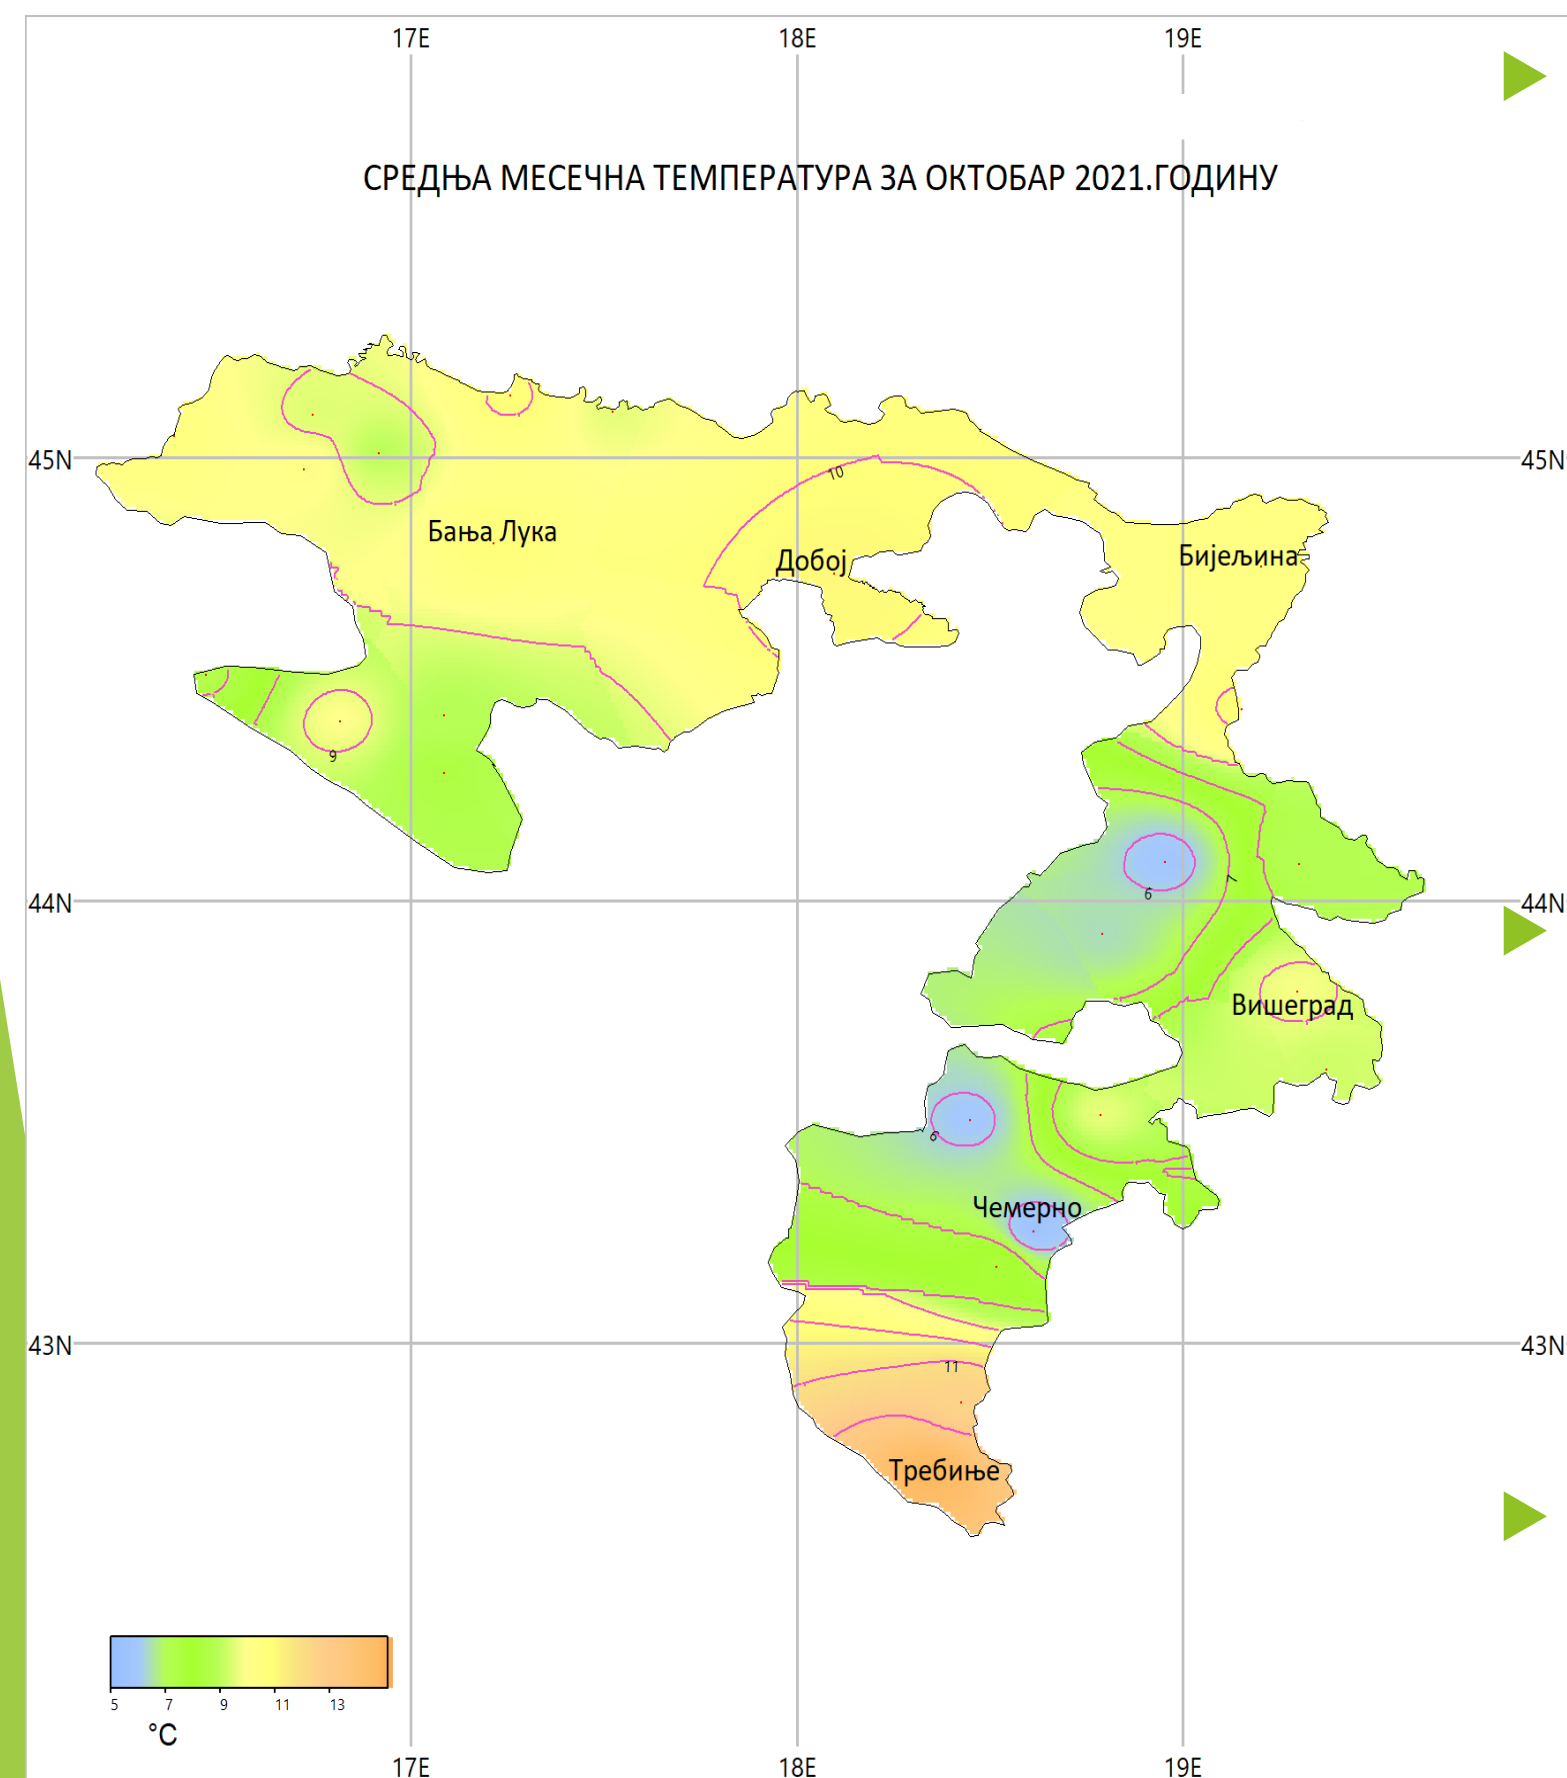 17E 18E 19E
СРЕДЊА МЕСЕЧНА ТЕМПЕРАТУРА ЗА ОКТОБАР 2021.ГОДИНУ
45N 45N
10
Бања Лука
Добој
Бијељина
9
7
6
44N 44N
Вишеград
6
Чемерно
43N 43N
11
Требиње
5 7 9 11 13
°C
17E 18E 19E